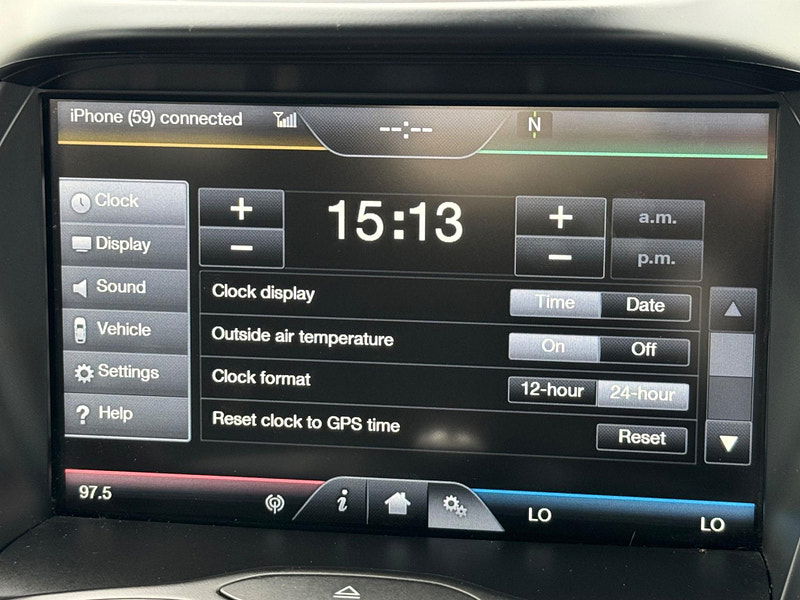 iPhone (59) connected
--:--
N
Clock
Display
Sound
Vehicle
Settings
Help
+
−
15:13
+
−
a.m.
p.m.
Clock display
Time
Date
Outside air temperature
On
Off
Clock format
12-hour
24-hour
Reset clock to GPS time
Reset
97.5
i
LO
LO